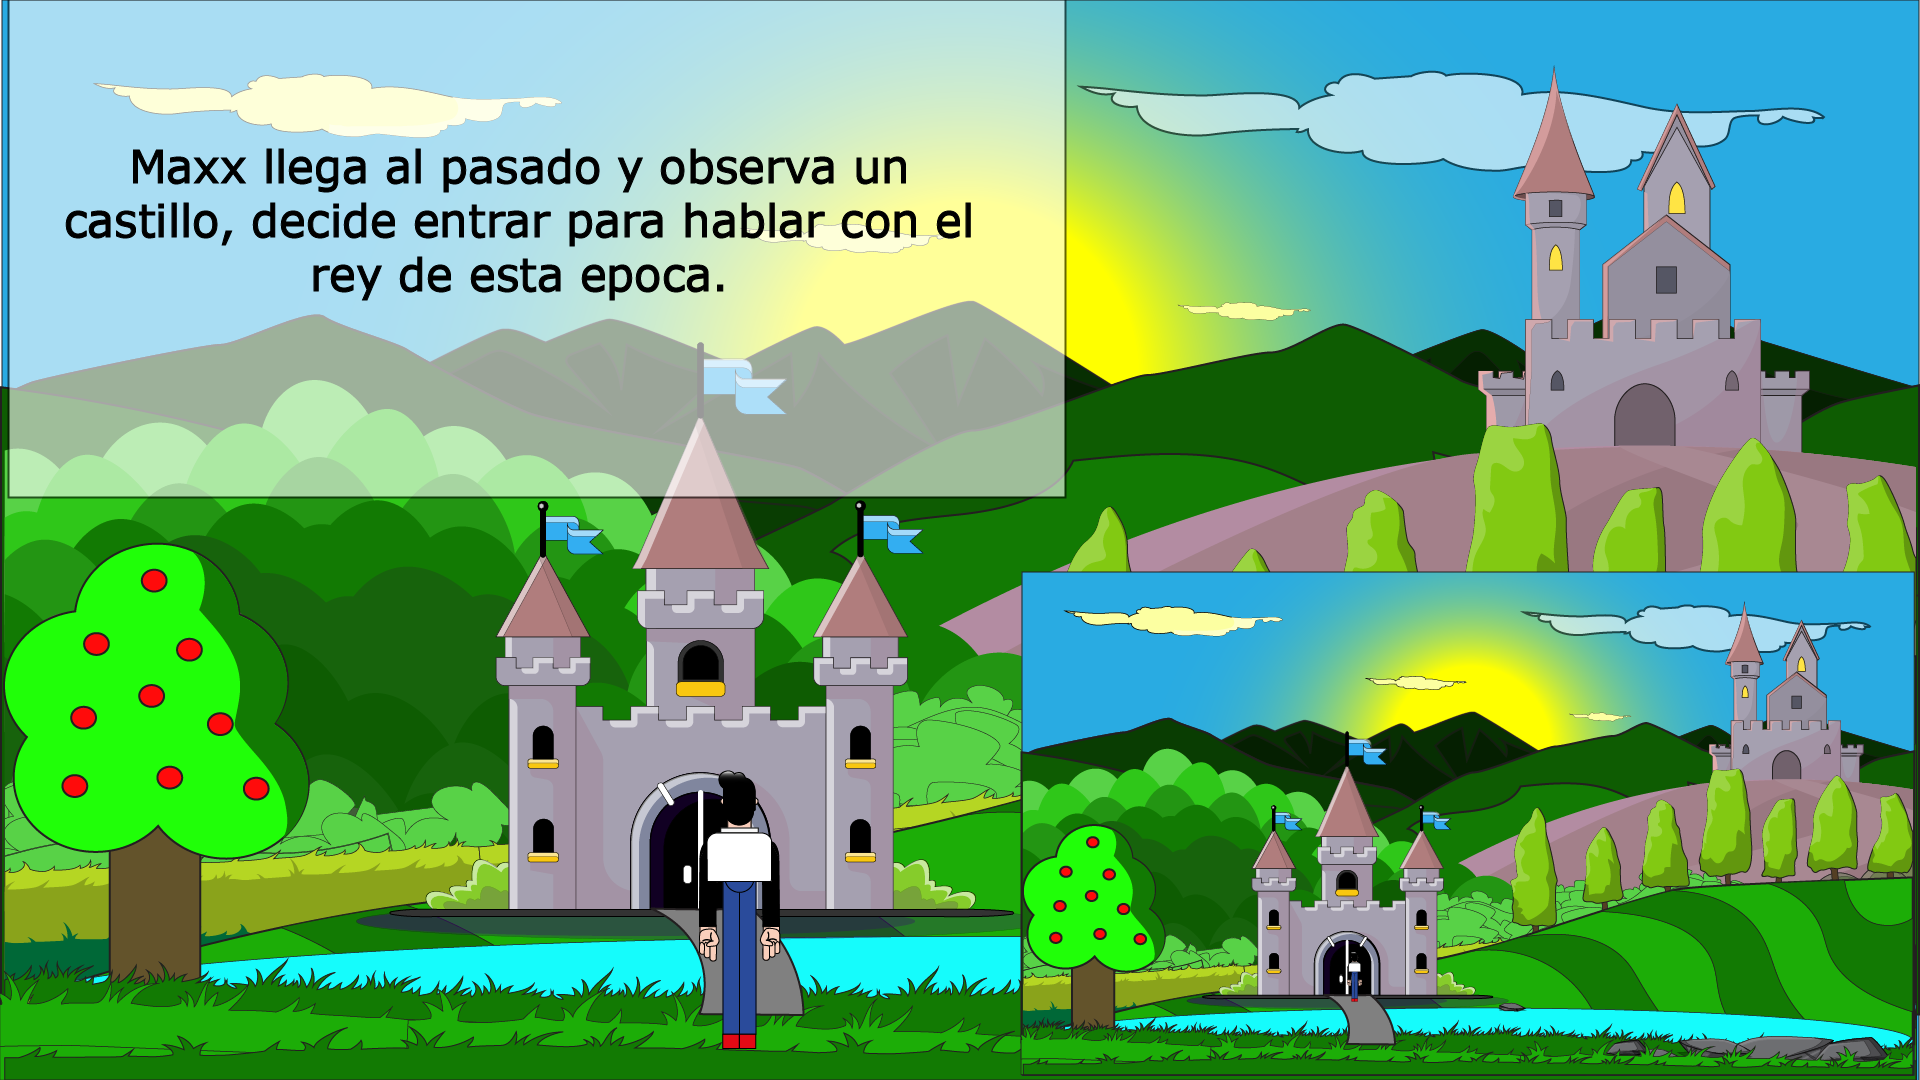 Maxx llega al pasado y observa un
castillo, decide entrar para hablar con el
rey de esta epoca.